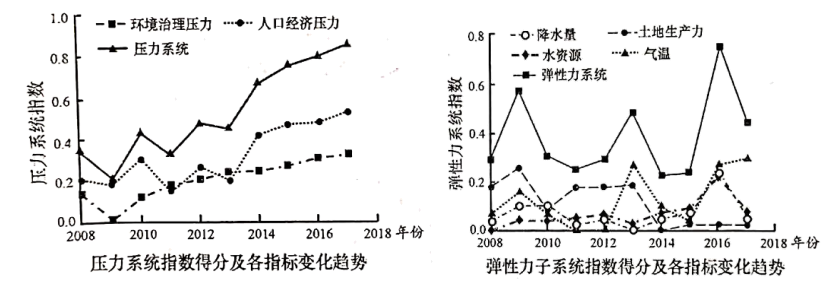 环境治理压力 人口经济压力
压力系统
1.0
0.8
0.6
0.4
0.2
0.0
压力系统指数
2008 2010 2012 2014 2016 2018 年份
压力系统指数得分及各指标变化趋势
降水量 土地生产力
水资源 气温
弹性力系统
0.8
0.6
0.4
0.2
0.0
弹性力系统指数
2008 2010 2012 2014 2016 2018 年份
弹性力子系统指数得分及各指标变化趋势